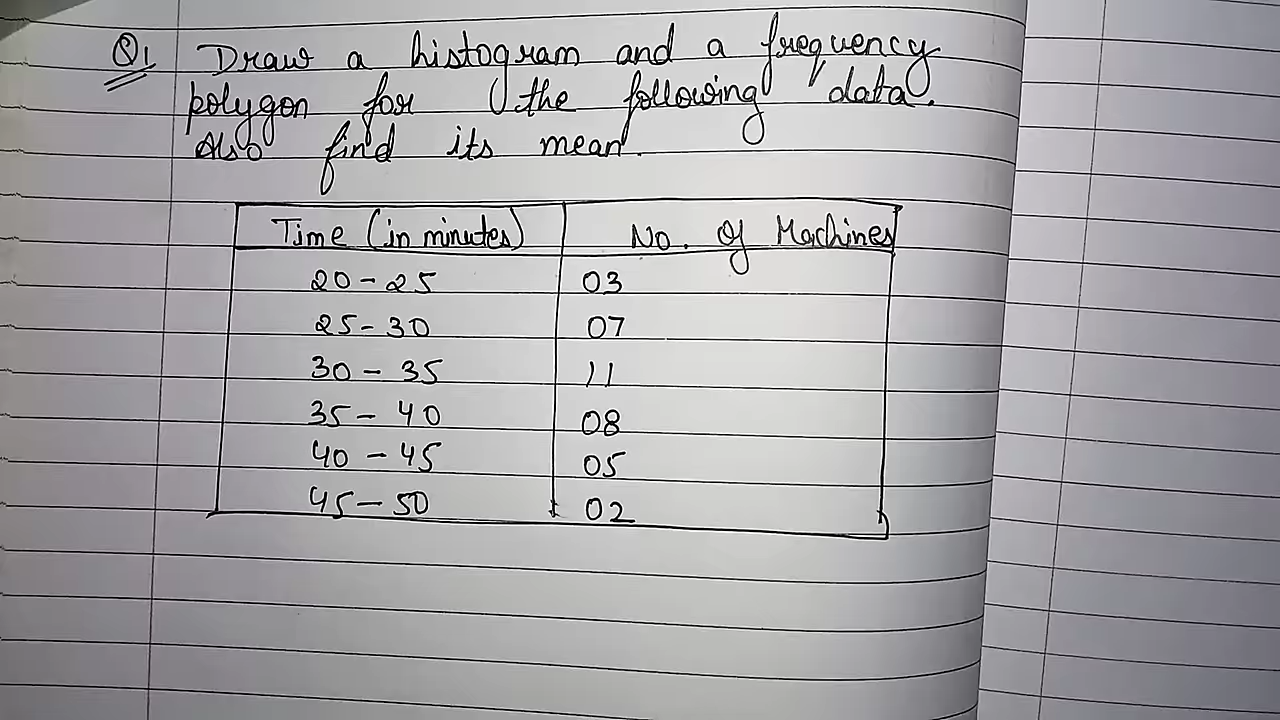 Q1 Draw a histogram and a frequency
polygon for the following data.
Also find its mean.
Time (in minutes) No. Of Machines
20 - 25 03
25 - 30 07
30 - 35 11
35 - 40 08
40 - 45 05
45 - 50 02